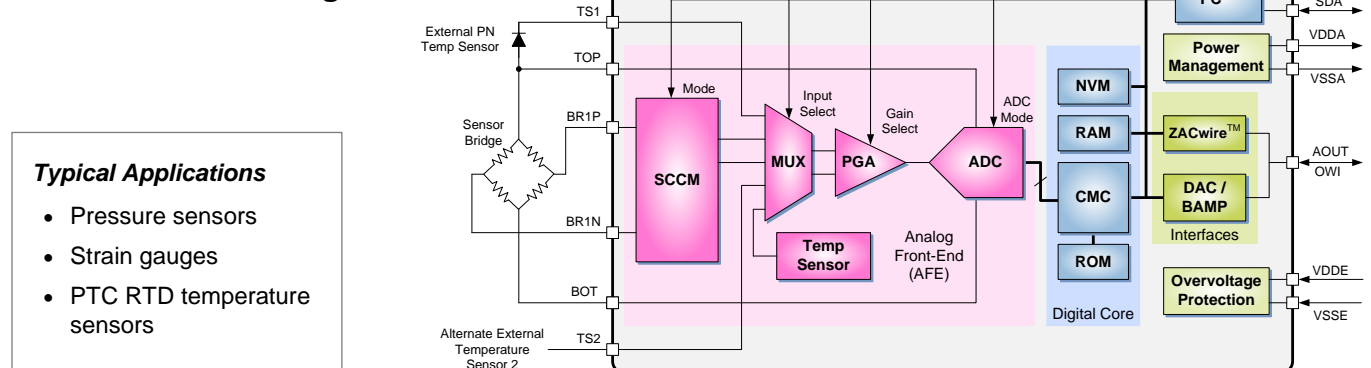 Typical Applications
• Pressure sensors
• Strain gauges
• PTC RTD temperature
sensors
External PN
Temp Sensor
Sensor
Bridge
Alternate External
Temperature
Sensor 2
TS1
TOP
BR1P
BR1N
BOT
TS2
Mode
SCCM
Input
Select
MUX
Gain
Select
PGA
ADC
Mode
ADC
Temp
Sensor
Analog
Front-End
(AFE)
NVM
RAM
CMC
ROM
Digital Core
Power
Management
ZACwire™
DAC /
BAMP
Interfaces
Overvoltage
Protection
SDA
VDDA
VSSA
AOUT
OWI
VDDE
VSSE